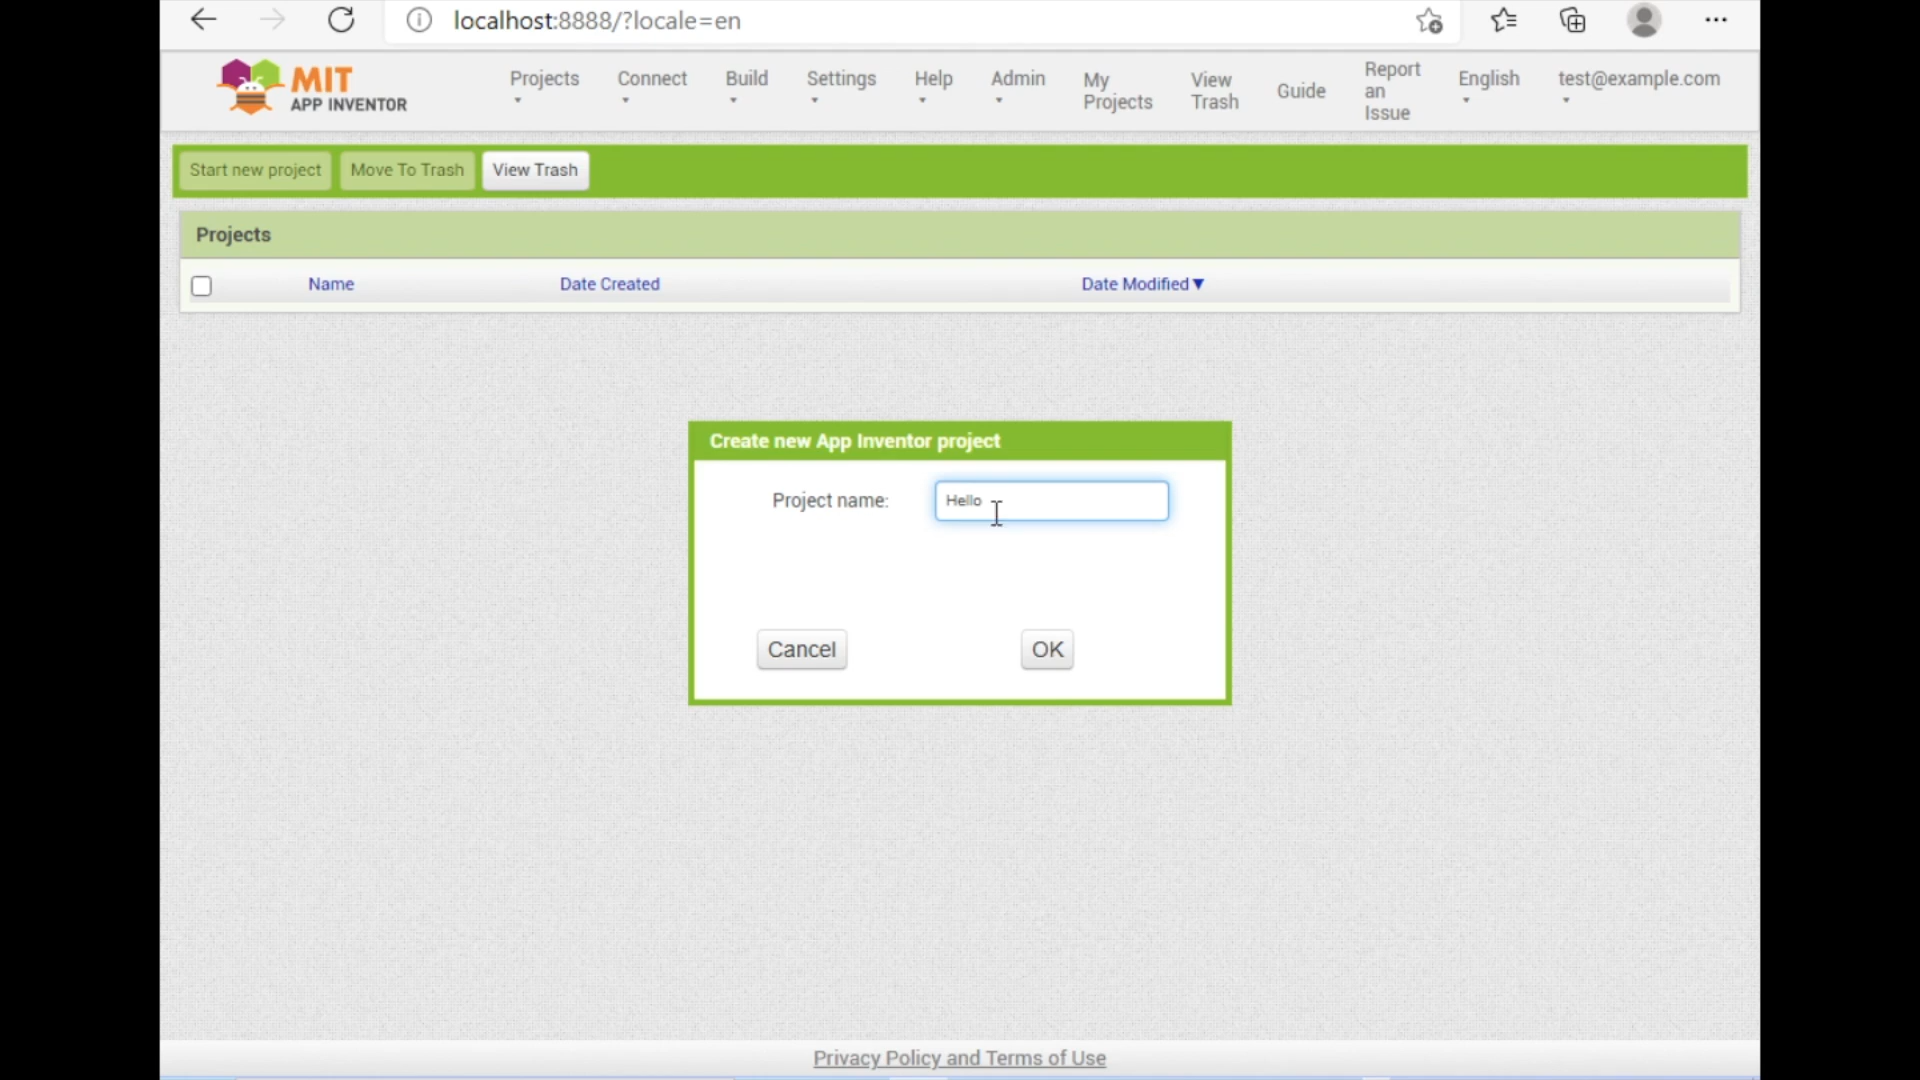 localhost:8888/?locale=en
MIT
APP INVENTOR
Projects
Connect
Build
Settings
Help
Admin
My
Projects
View
Trash
Guide
Report
an
Issue
English
test@example.com
Start new project
Move To Trash
View Trash
Projects
Name
Date Created
Date Modified▼
Create new App Inventor project
Project name:
Hello
Cancel
OK
Privacy Policy and Terms of Use